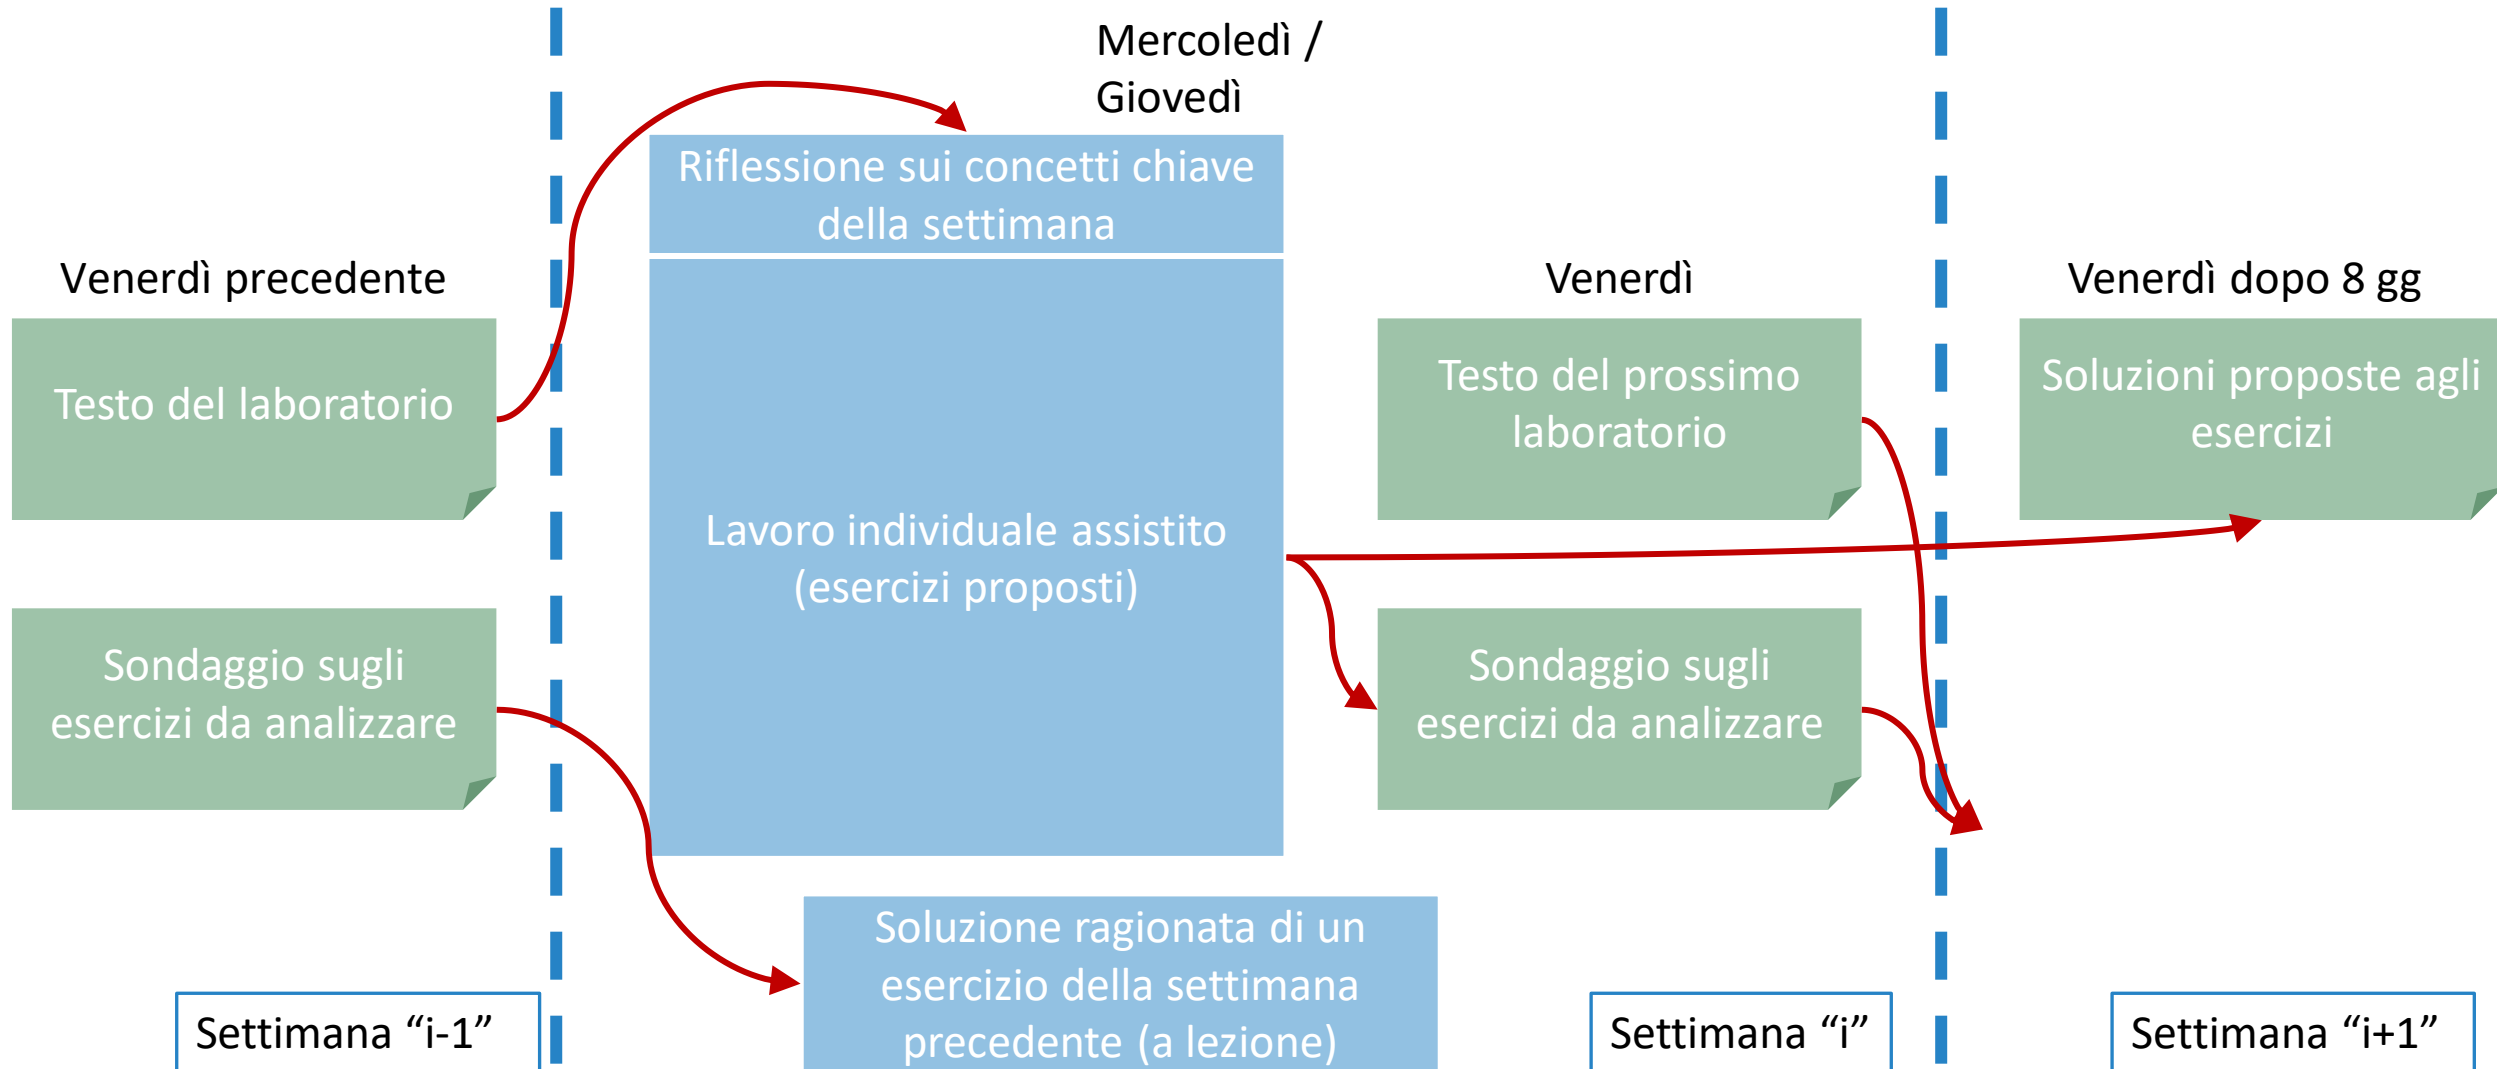 Mercoledì /
Giovedì
Riflessione sui concetti chiave
della settimana
Venerdì precedente
Testo del laboratorio
Sondaggio sugli
esercizi da analizzare
Lavoro individuale assistito
(esercizi proposti)
Venerdì
Testo del prossimo
laboratorio
Sondaggio sugli
esercizi da analizzare
Venerdì dopo 8 gg
Soluzioni proposte agli
esercizi
Soluzione ragionata di un
esercizio della settimana
precedente (a lezione)
Settimana “i-1”
Settimana “i”
Settimana “i+1”